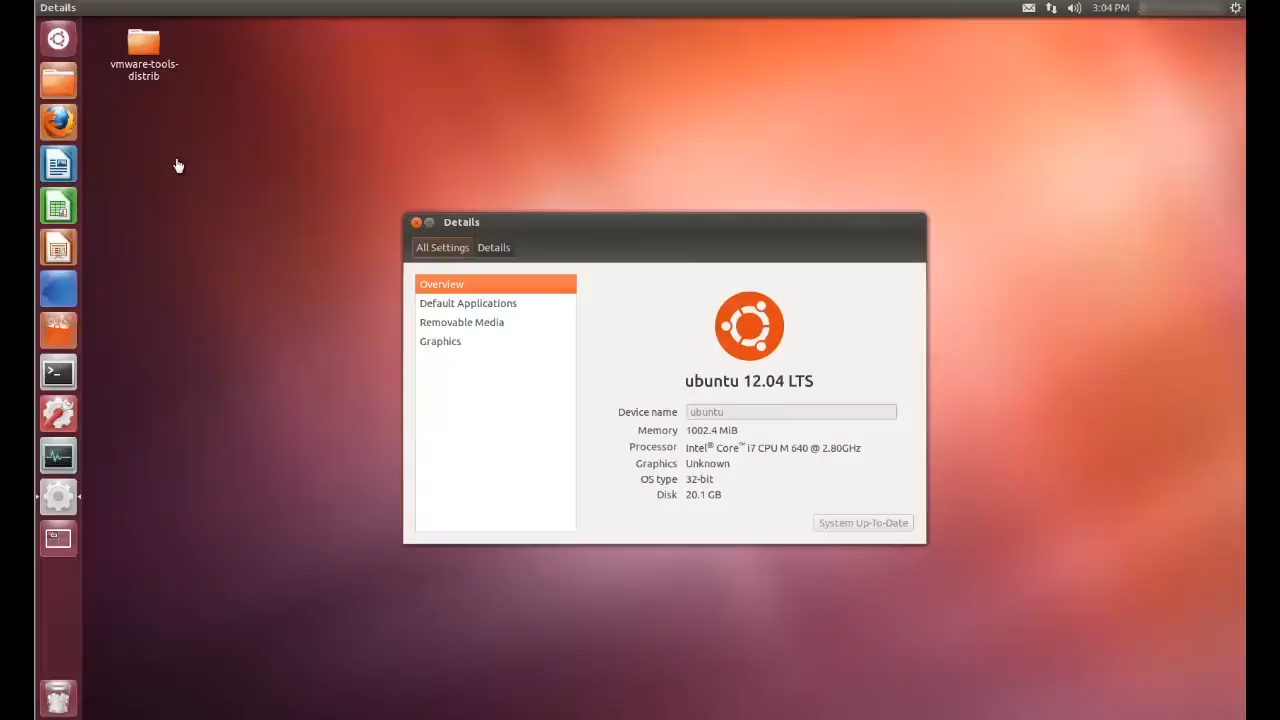 Details
3:04 PM
vmware-tools-
distrib
Details
All Settings Details
Overview
Default Applications
Removable Media
Graphics
ubuntu 12.04 LTS
Device name ubuntu
Memory 1002.4 MiB
Processor Intel® Core™ i7 CPU M 640 @ 2.80GHz
Graphics Unknown
OS type 32-bit
Disk 20.1 GB
System Up-To-Date